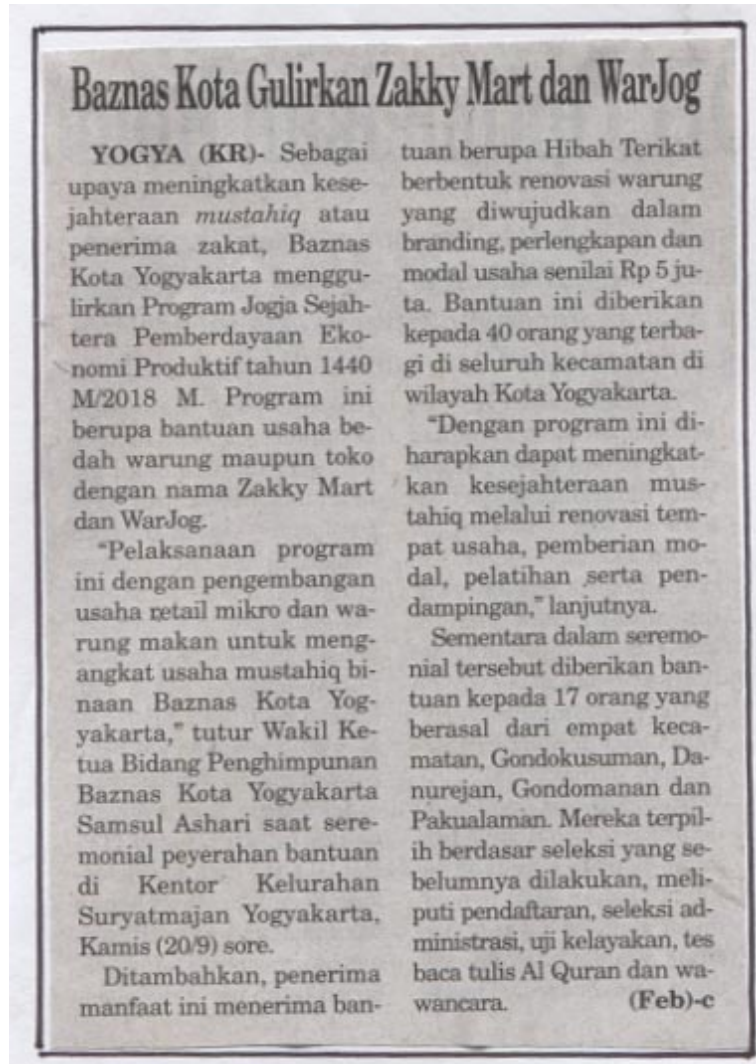 Baznas Kota Gulirkan Zakky Mart dan WarJog
YOGYA (KR)- Sebagai
upaya meningkatkan kese-
jahteraan mustahiq atau
penerima zakat, Baznas
Kota Yogyakarta menggu-
lirkan Program Jogja Sejah-
tera Pemberdayaan Eko-
nomi Produktif tahun 1440
M/2018 M. Program ini
berupa bantuan usaha be-
dah warung maupun toko
dengan nama Zakky Mart
dan WarJog.
"Pelaksanaan program
ini dengan pengembangan
usaha retail mikro dan wa-
rung makan untuk meng-
angkat usaha mustahiq bi-
naan Baznas Kota Yog-
yakarta," tutur Wakil Ke-
tua Bidang Penghimpunan
Baznas Kota Yogyakarta
Samsul Ashari saat sere-
monial peyerahan bantuan
di Kentor Kelurahan
Suryatmajan Yogyakarta,
Kamis (20/9) sore.
Ditambahkan, penerima
manfaat ini menerima ban-
tuan berupa Hibah Terikat
berbentuk renovasi warung
yang diwujudkan dalam
branding, perlengkapan dan
modal usaha senilai Rp 5 ju-
ta. Bantuan ini diberikan
kepada 40 orang yang terba-
gi di seluruh kecamatan di
wilayah Kota Yogyakarta.
"Dengan program ini di-
harapkan dapat meningkat-
kan kesejahteraan mus-
tahiq melalui renovasi tem-
pat usaha, pemberian mo-
dal, pelatihan serta pen-
dampingan," lanjutnya.
Sementara dalam seremo-
nial tersebut diberikan ban-
tuan kepada 17 orang yang
berasal dari empat keca-
matan, Gondokusuman, Da-
nurejan, Gondomanan dan
Pakualaman. Mereka terpil-
ih berdasar seleksi yang se-
belumnya dilakukan, meli-
puti pendaftaran, seleksi ad-
ministrasi, uji kelayakan, tes
baca tulis Al Quran dan wa-
wancara. (Feb)-c